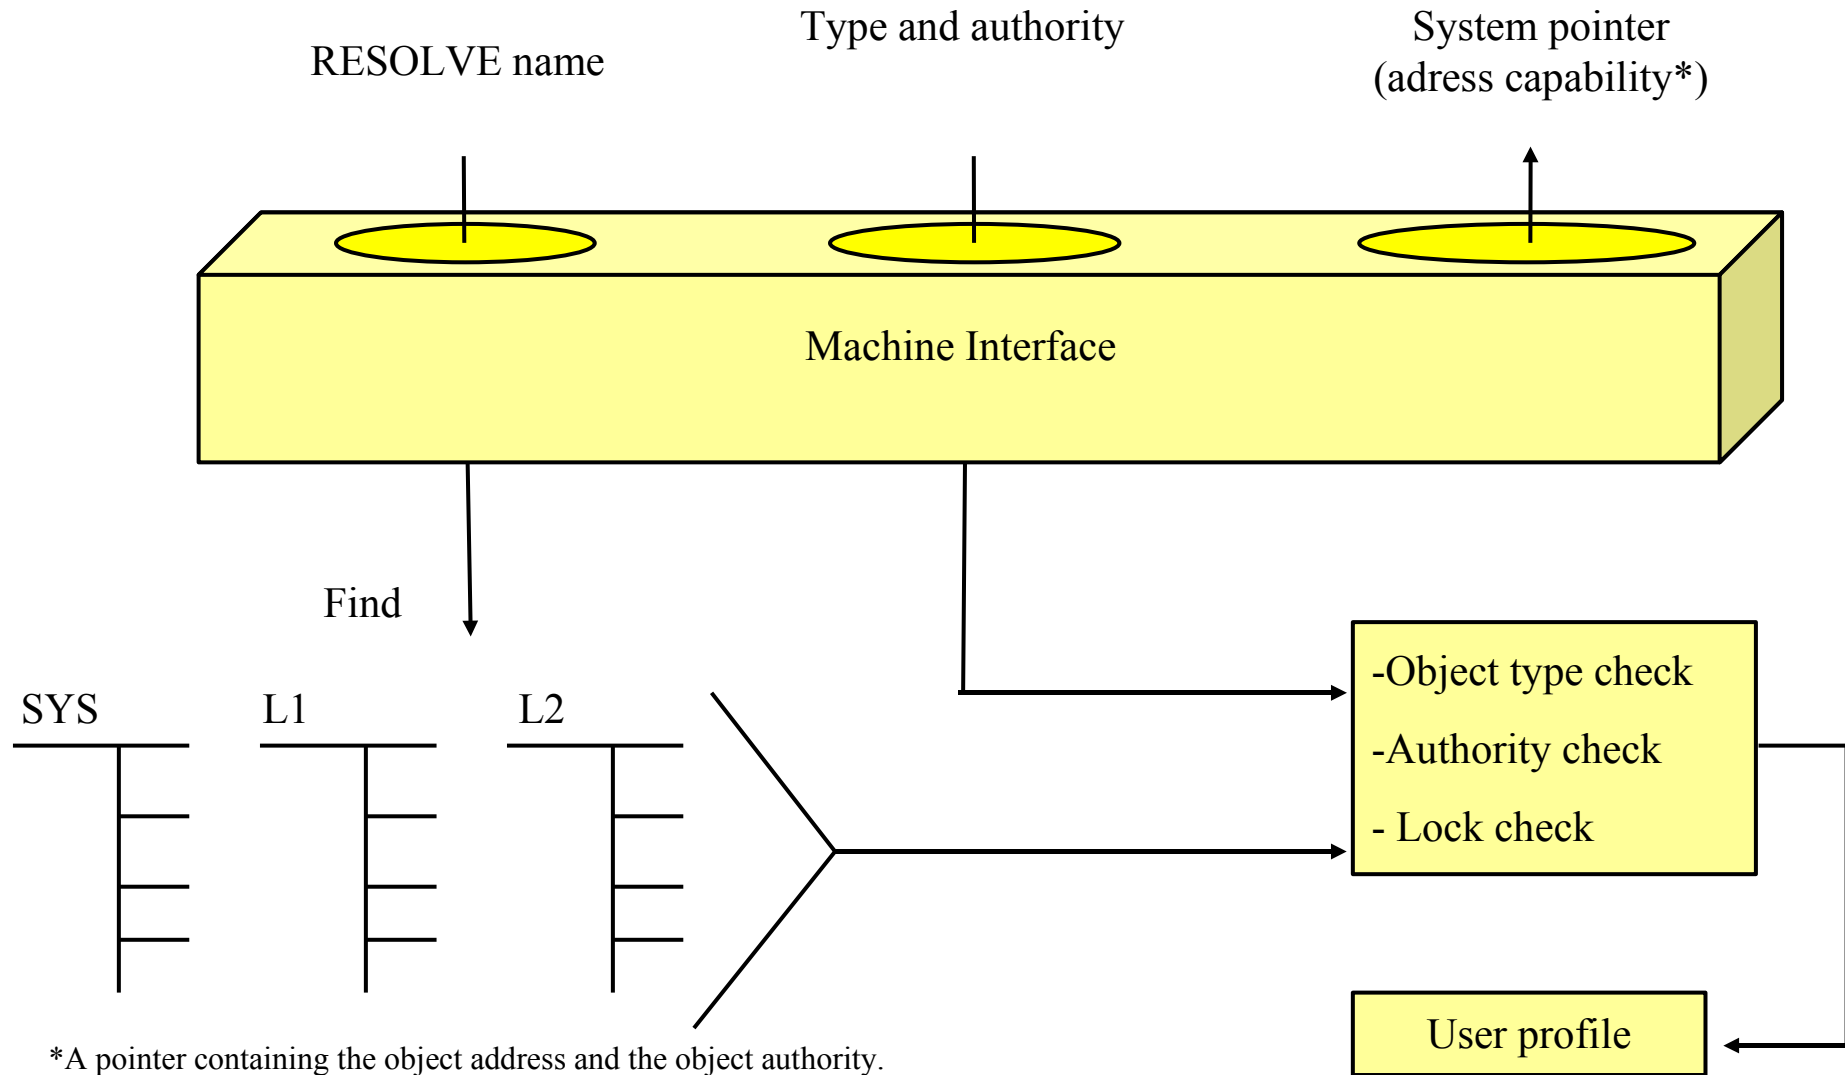 RESOLVE name
Type and authority
System pointer
(adress capability*)
Machine Interface
Find
SYS
L1
L2
-Object type check
-Authority check
- Lock check
User profile
*A pointer containing the object address and the object authority.